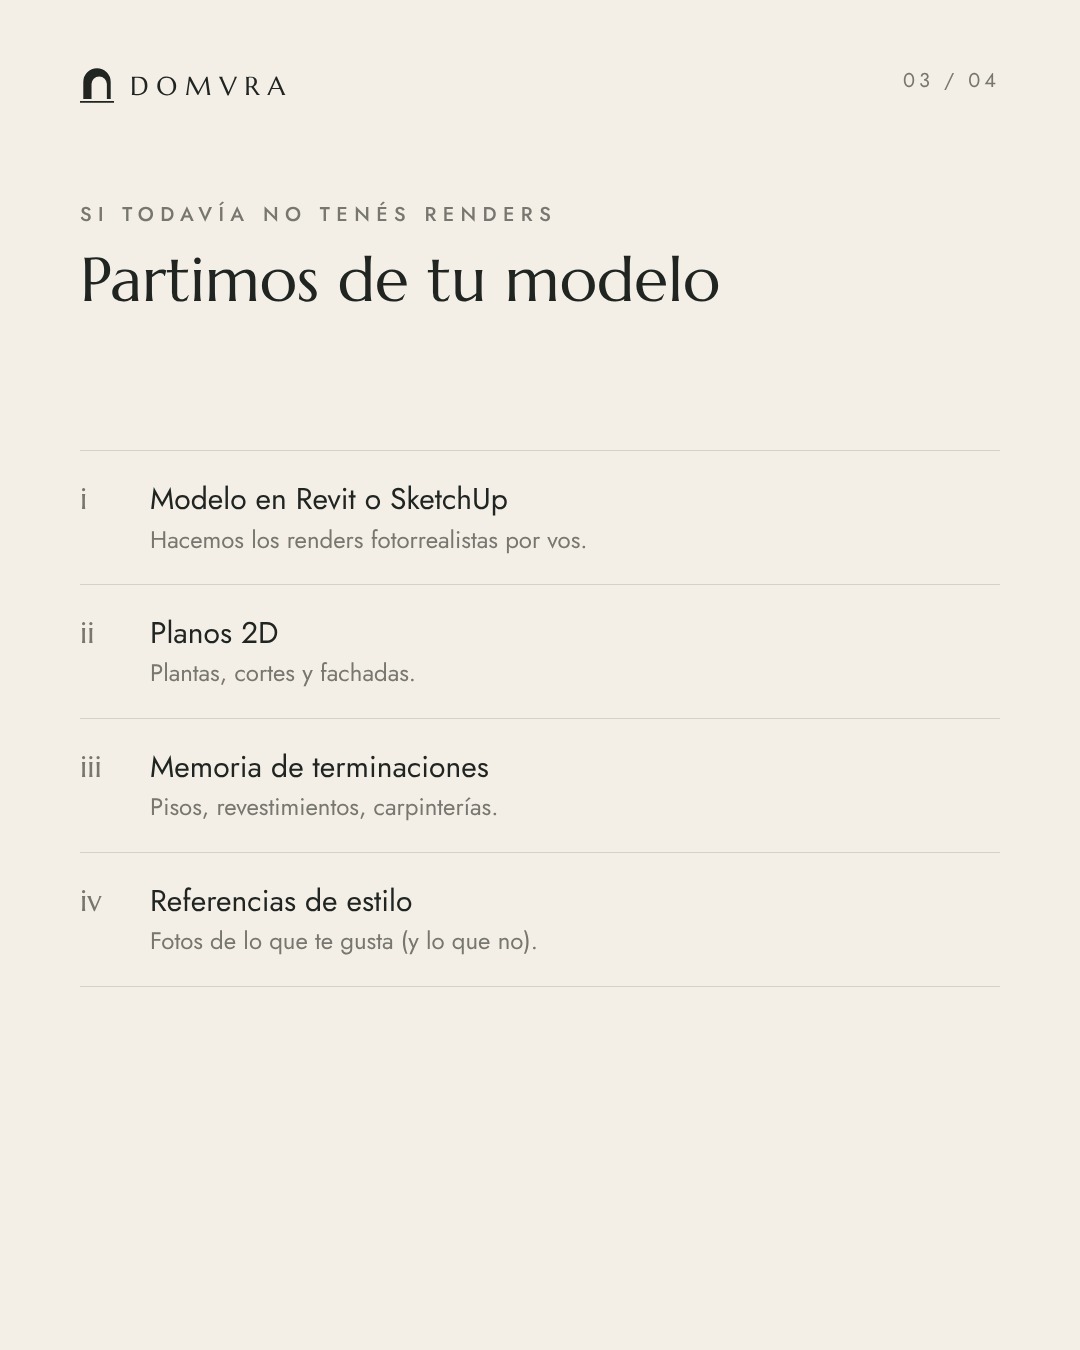 DOMVRA
03 / 04
SI TODAVÍA NO TENÉS RENDERS
Partimos de tu modelo
i
Modelo en Revit o SketchUp
Hacemos los renders fotorrealistas por vos.
ii
Planos 2D
Plantas, cortes y fachadas.
iii
Memoria de terminaciones
Pisos, revestimientos, carpinterías.
iv
Referencias de estilo
Fotos de lo que te gusta (y lo que no).